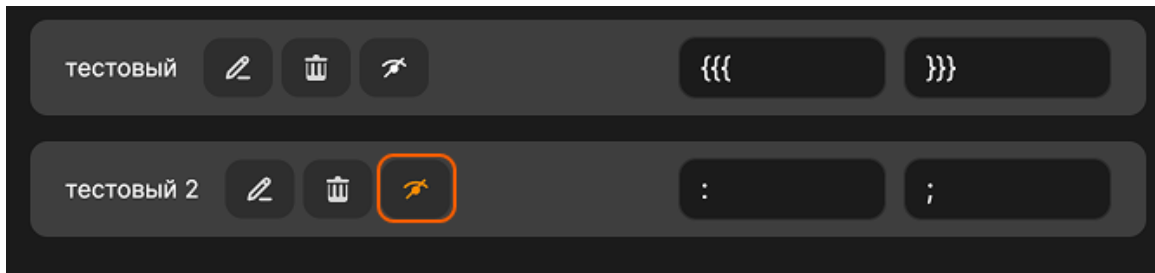 тестовый {{{ }}}
тестовый 2 : ;